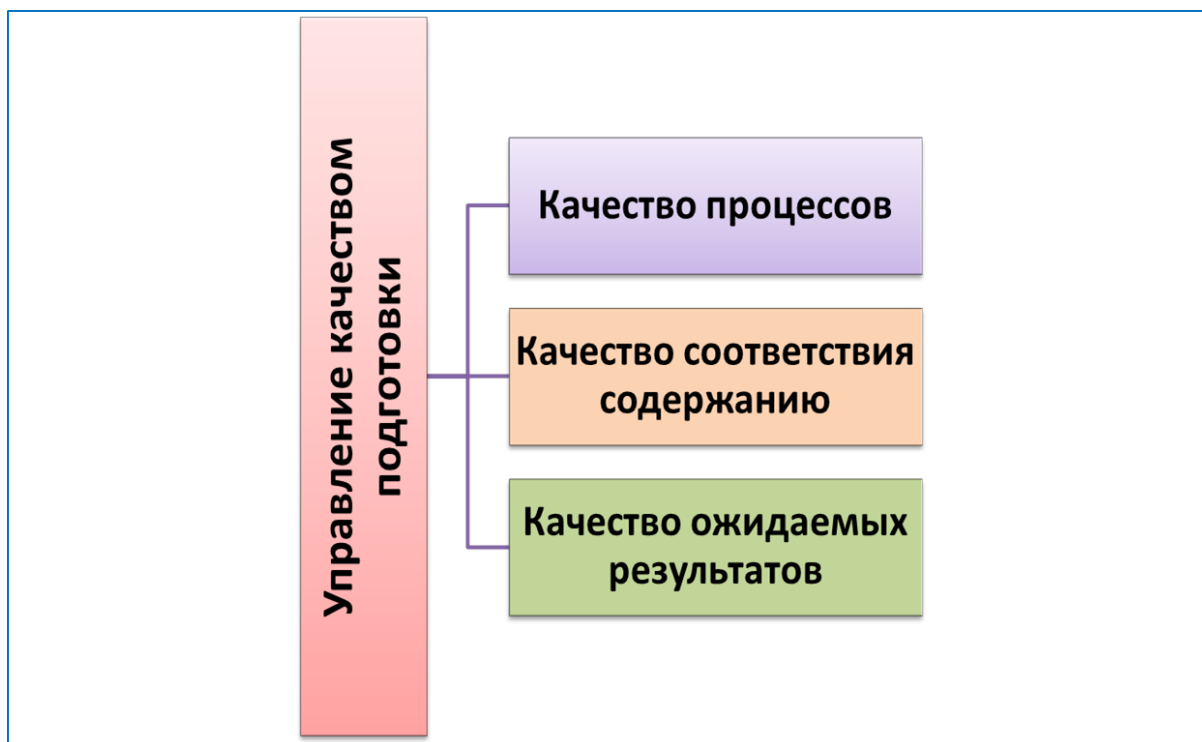 Управление качеством
подготовки
Качество процессов
Качество соответствия
содержанию
Качество ожидаемых
результатов